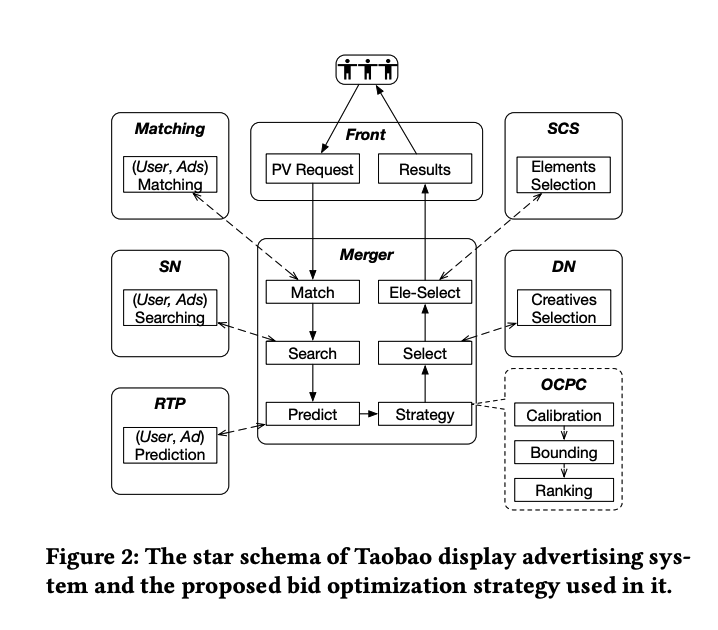 Matching
(User, Ads)
Matching
Front
PV Request
Results
SCS
Elements
Selection
SN
(User, Ads)
Searching
Merger
Match
Ele-Select
Search
Select
Predict
Strategy
DN
Creatives
Selection
RTP
(User, Ad)
Prediction
OCPC
Calibration
Bounding
Ranking
Figure 2: The star schema of Taobao display advertising sys-
tem and the proposed bid optimization strategy used in it.